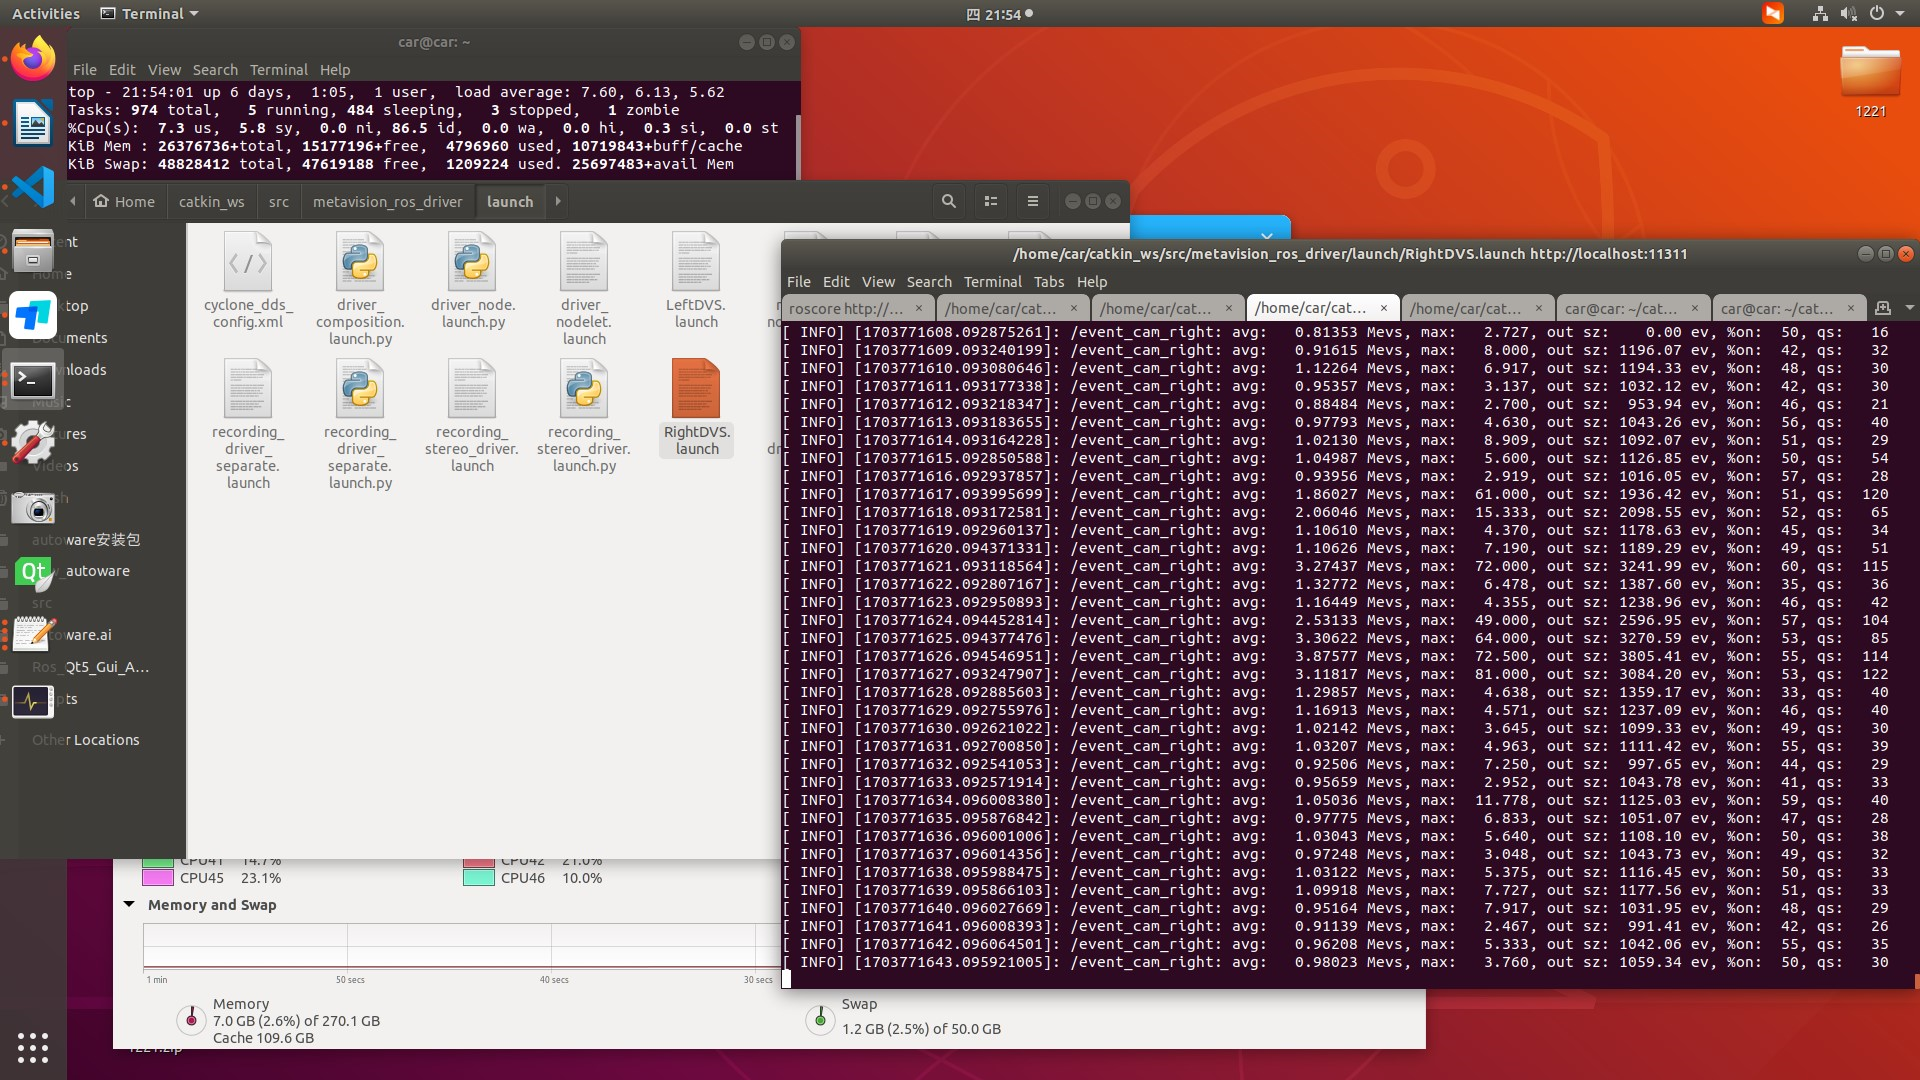 Activities
Terminal
四 21:54
car@car: ~
File Edit View Search Terminal Help
top - 21:54:01 up 6 days,  1:05,  1 user,  load average: 7.60, 6.13, 5.62
Tasks: 974 total,   5 running, 484 sleeping,   3 stopped,   1 zombie
%Cpu(s):  7.3 us,  5.8 sy,  0.0 ni, 86.5 id,  0.0 wa,  0.0 hi,  0.3 si,  0.0 st
KiB Mem : 26376736+total, 15177196+free,  4796960 used, 10719843+buff/cache
KiB Swap: 48828412 total, 47619188 free,  1209224 used. 25697483+avail Mem
1221
Home catkin_ws src metavision_ros_driver launch
ent
Home
top
Documents
nloads
Music
ures
Videos
sh
autoware安装包
_autoware
src
toware.ai
Ros_Qt5_Gui_A...
pts
Other Locations
cyclone_dds_
config.xml
driver_
composition.
launch.py
driver_node.
launch.py
driver_
nodelet.
launch
LeftDVS.
launch
recording_
driver_
separate.
launch
recording_
driver_
separate.
launch.py
recording_
stereo_driver.
launch
recording_
stereo_driver.
launch.py
RightDVS.
launch
/home/car/catkin_ws/src/metavision_ros_driver/launch/RightDVS.launch http://localhost:11311
File Edit View Search Terminal Tabs Help
roscore http://... × /home/car/cat... × /home/car/cat... × /home/car/cat... × /home/car/cat... × car@car: ~/cat... × car@car: ~/cat... ×
[ INFO] [1703771608.092875261]: /event_cam_right: avg:   0.81353 Mevs, max:   2.727, out sz:    0.00 ev, %on:  50, qs:   16
[ INFO] [1703771609.093240199]: /event_cam_right: avg:   0.91615 Mevs, max:   8.000, out sz: 1196.07 ev, %on:  42, qs:   32
[ INFO] [1703771610.093080646]: /event_cam_right: avg:   1.12264 Mevs, max:   6.917, out sz: 1194.33 ev, %on:  48, qs:   30
[ INFO] [1703771611.093177338]: /event_cam_right: avg:   0.95357 Mevs, max:   3.137, out sz: 1032.12 ev, %on:  42, qs:   30
[ INFO] [1703771612.093218347]: /event_cam_right: avg:   0.88484 Mevs, max:   2.700, out sz:  953.94 ev, %on:  46, qs:   21
[ INFO] [1703771613.093183655]: /event_cam_right: avg:   0.97793 Mevs, max:   4.630, out sz: 1043.26 ev, %on:  56, qs:   40
[ INFO] [1703771614.093164228]: /event_cam_right: avg:   1.02130 Mevs, max:   8.909, out sz: 1092.07 ev, %on:  51, qs:   29
[ INFO] [1703771615.092850588]: /event_cam_right: avg:   1.04987 Mevs, max:   5.600, out sz: 1126.85 ev, %on:  50, qs:   54
[ INFO] [1703771616.092937857]: /event_cam_right: avg:   0.93956 Mevs, max:   2.919, out sz: 1016.05 ev, %on:  57, qs:   28
[ INFO] [1703771617.093995699]: /event_cam_right: avg:   1.86027 Mevs, max:  61.000, out sz: 1936.42 ev, %on:  51, qs:  120
[ INFO] [1703771618.093172581]: /event_cam_right: avg:   2.06046 Mevs, max:  15.333, out sz: 2098.55 ev, %on:  52, qs:   65
[ INFO] [1703771619.092960137]: /event_cam_right: avg:   1.10610 Mevs, max:   4.370, out sz: 1178.63 ev, %on:  45, qs:   34
[ INFO] [1703771620.094371331]: /event_cam_right: avg:   1.10626 Mevs, max:   7.190, out sz: 1189.29 ev, %on:  49, qs:   51
[ INFO] [1703771621.093118564]: /event_cam_right: avg:   3.27437 Mevs, max:  72.000, out sz: 3241.99 ev, %on:  60, qs:  115
[ INFO] [1703771622.092807167]: /event_cam_right: avg:   1.32772 Mevs, max:   6.478, out sz: 1387.60 ev, %on:  35, qs:   36
[ INFO] [1703771623.092950893]: /event_cam_right: avg:   1.16449 Mevs, max:   4.355, out sz: 1238.96 ev, %on:  46, qs:   42
[ INFO] [1703771624.094452814]: /event_cam_right: avg:   2.53133 Mevs, max:  49.000, out sz: 2596.95 ev, %on:  57, qs:  104
[ INFO] [1703771625.094377476]: /event_cam_right: avg:   3.30622 Mevs, max:  64.000, out sz: 3270.59 ev, %on:  53, qs:   85
[ INFO] [1703771626.094546951]: /event_cam_right: avg:   3.87577 Mevs, max:  72.500, out sz: 3805.41 ev, %on:  55, qs:  114
[ INFO] [1703771627.093247907]: /event_cam_right: avg:   3.11817 Mevs, max:  81.000, out sz: 3084.20 ev, %on:  53, qs:  122
[ INFO] [1703771628.092885603]: /event_cam_right: avg:   1.29857 Mevs, max:   4.638, out sz: 1359.17 ev, %on:  33, qs:   40
[ INFO] [1703771629.092755976]: /event_cam_right: avg:   1.16913 Mevs, max:   4.571, out sz: 1237.09 ev, %on:  46, qs:   40
[ INFO] [1703771630.092621022]: /event_cam_right: avg:   1.02142 Mevs, max:   3.645, out sz: 1099.33 ev, %on:  49, qs:   30
[ INFO] [1703771631.092700850]: /event_cam_right: avg:   1.03207 Mevs, max:   4.963, out sz: 1111.42 ev, %on:  55, qs:   39
[ INFO] [1703771632.092541053]: /event_cam_right: avg:   0.92506 Mevs, max:   7.250, out sz:  997.65 ev, %on:  44, qs:   29
[ INFO] [1703771633.092571914]: /event_cam_right: avg:   0.95659 Mevs, max:   2.952, out sz: 1043.78 ev, %on:  41, qs:   33
[ INFO] [1703771634.096008380]: /event_cam_right: avg:   1.05036 Mevs, max:  11.778, out sz: 1125.03 ev, %on:  59, qs:   40
[ INFO] [1703771635.095876842]: /event_cam_right: avg:   0.97775 Mevs, max:   6.833, out sz: 1051.07 ev, %on:  47, qs:   28
[ INFO] [1703771636.096001006]: /event_cam_right: avg:   1.03043 Mevs, max:   5.640, out sz: 1108.10 ev, %on:  50, qs:   38
[ INFO] [1703771637.096014356]: /event_cam_right: avg:   0.97248 Mevs, max:   3.048, out sz: 1043.73 ev, %on:  49, qs:   32
[ INFO] [1703771638.095988475]: /event_cam_right: avg:   1.03122 Mevs, max:   5.375, out sz: 1116.45 ev, %on:  50, qs:   33
[ INFO] [1703771639.095866103]: /event_cam_right: avg:   1.09918 Mevs, max:   7.727, out sz: 1177.56 ev, %on:  51, qs:   33
[ INFO] [1703771640.096027669]: /event_cam_right: avg:   0.95164 Mevs, max:   7.917, out sz: 1031.95 ev, %on:  48, qs:   29
[ INFO] [1703771641.096008393]: /event_cam_right: avg:   0.91139 Mevs, max:   2.467, out sz:  991.41 ev, %on:  42, qs:   26
[ INFO] [1703771642.096064501]: /event_cam_right: avg:   0.96208 Mevs, max:   5.333, out sz: 1042.06 ev, %on:  55, qs:   35
[ INFO] [1703771643.095921005]: /event_cam_right: avg:   0.98023 Mevs, max:   3.760, out sz: 1059.34 ev, %on:  50, qs:   30
CPU41 14.7% CPU42 21.0%
CPU45 23.1% CPU46 10.0%
Memory and Swap
1 min 50 secs 40 secs 30 secs
Memory
7.0 GB (2.6%) of 270.1 GB
Cache 109.6 GB
Swap
1.2 GB (2.5%) of 50.0 GB
1221.zip